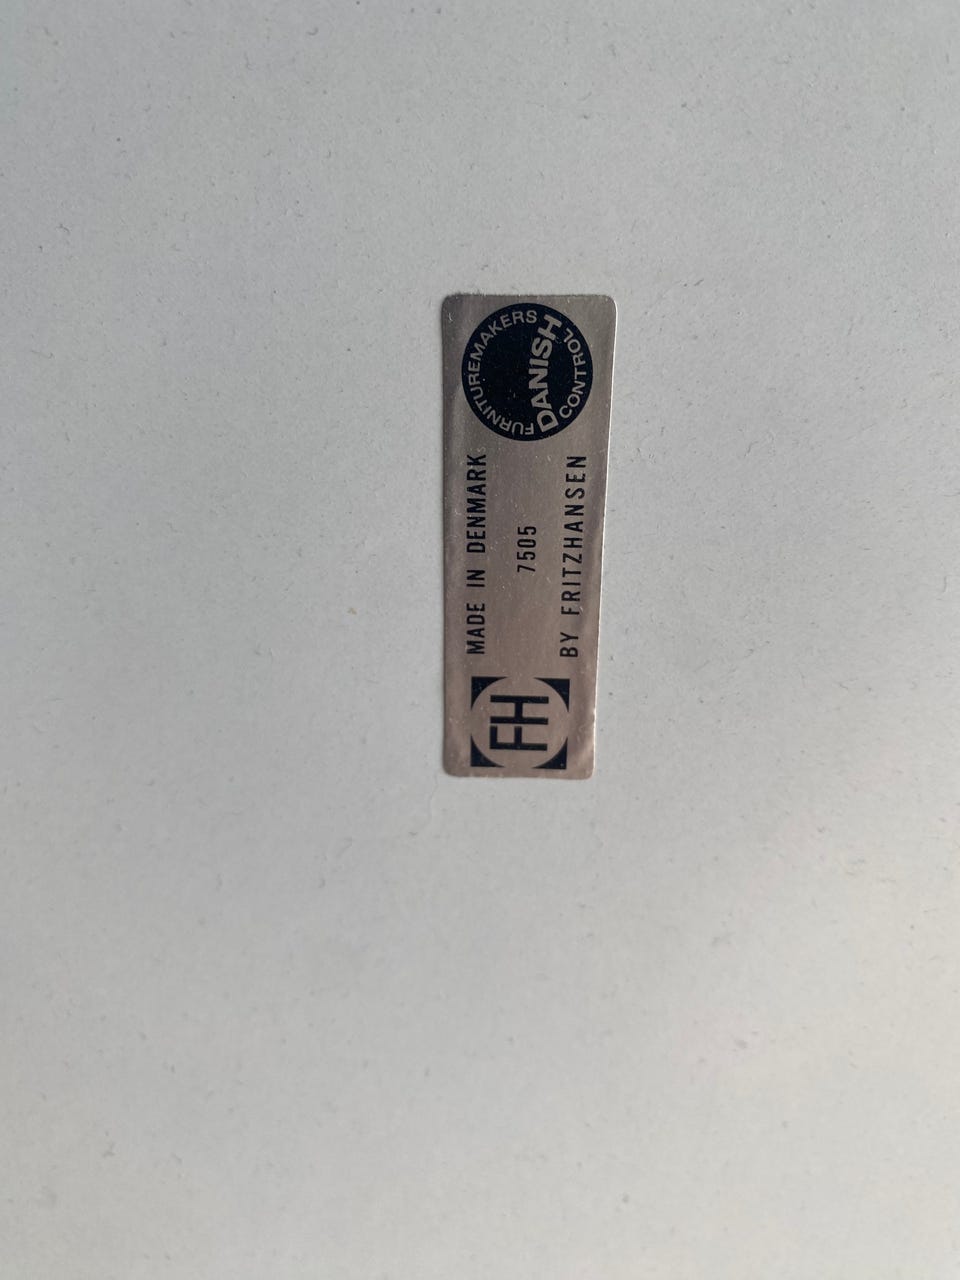 FH
MADE IN DENMARK
7505
BY FRITZHANSEN
FURNITUREMAKERS
DANISH
CONTROL